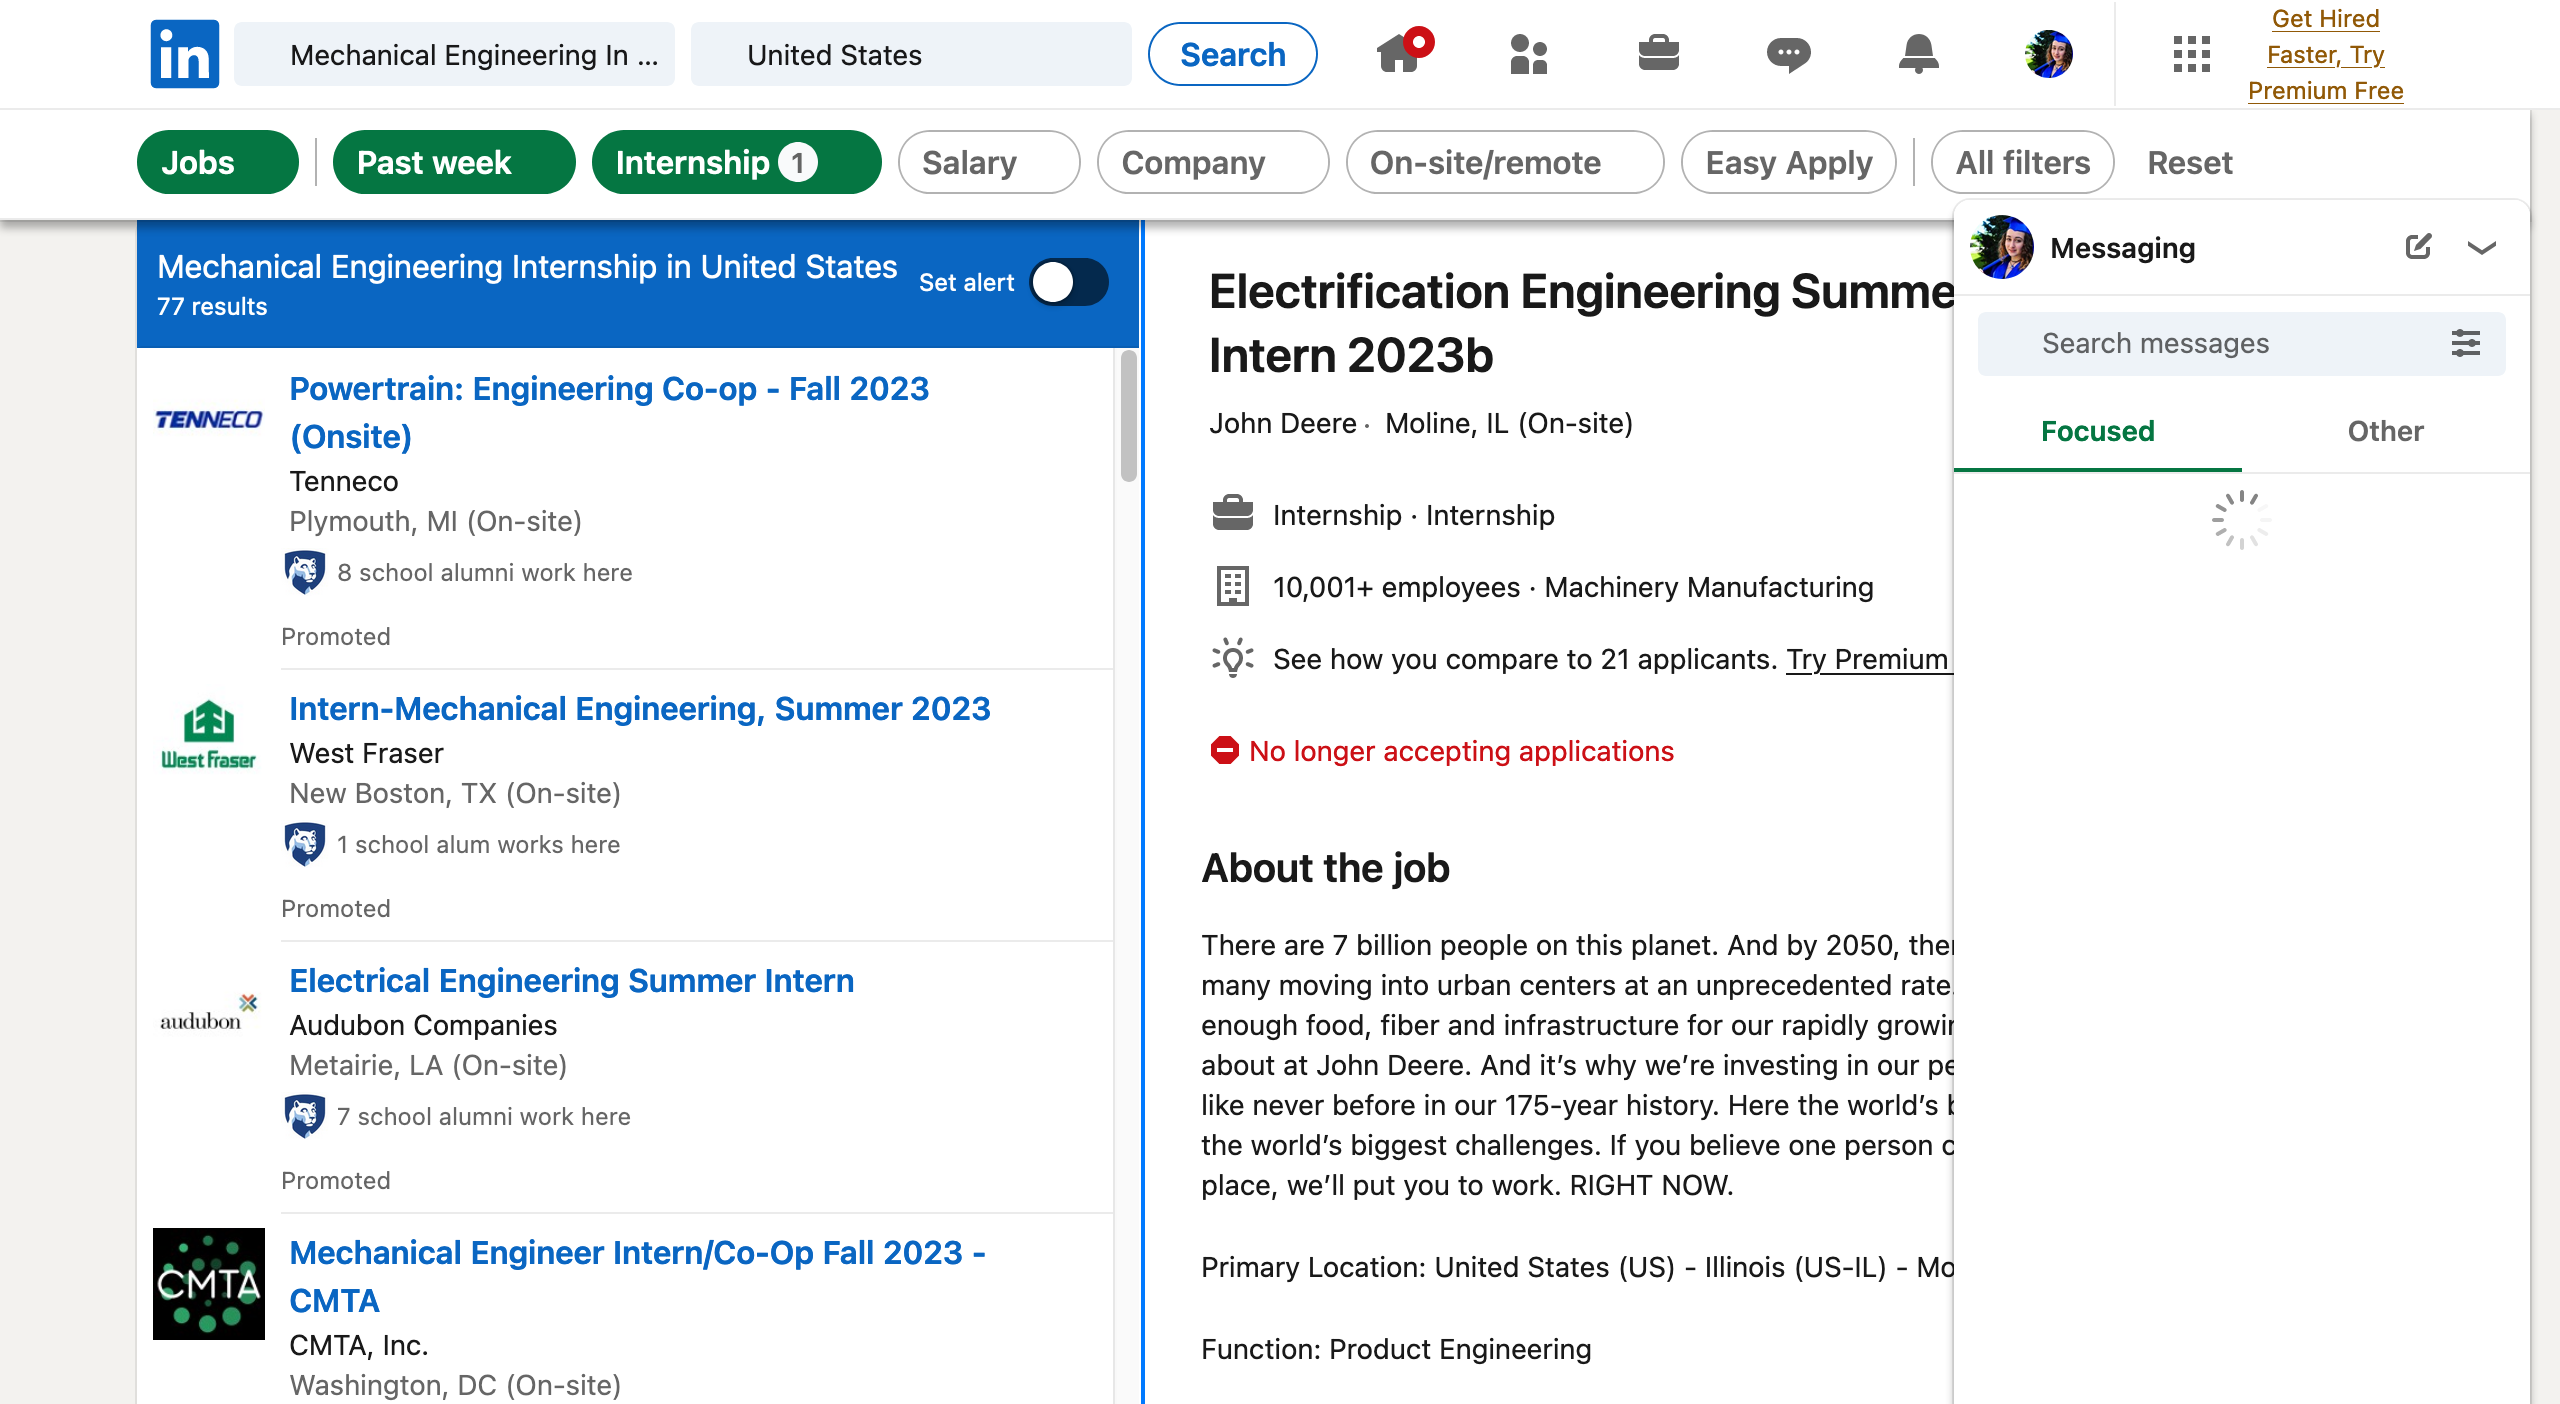 in
Mechanical Engineering In ...
United States
Search
Get Hired
Faster, Try
Premium Free
Jobs
Past week
Internship 1
Salary
Company
On-site/remote
Easy Apply
All filters
Reset
Mechanical Engineering Internship in United States
77 results
Set alert
TENNECO
Powertrain: Engineering Co-op - Fall 2023
(Onsite)
Tenneco
Plymouth, MI (On-site)
8 school alumni work here
Promoted
West Fraser
Intern-Mechanical Engineering, Summer 2023
West Fraser
New Boston, TX (On-site)
1 school alum works here
Promoted
audubon
Electrical Engineering Summer Intern
Audubon Companies
Metairie, LA (On-site)
7 school alumni work here
Promoted
CMTA
Mechanical Engineer Intern/Co-Op Fall 2023 -
CMTA
CMTA, Inc.
Washington, DC (On-site)
Electrification Engineering Summe
Intern 2023b
John Deere · Moline, IL (On-site)
Internship · Internship
10,001+ employees · Machinery Manufacturing
See how you compare to 21 applicants. Try Premium
No longer accepting applications
About the job
There are 7 billion people on this planet. And by 2050, ther
many moving into urban centers at an unprecedented rate.
enough food, fiber and infrastructure for our rapidly growin
about at John Deere. And it’s why we’re investing in our pe
like never before in our 175-year history. Here the world’s b
the world’s biggest challenges. If you believe one person c
place, we’ll put you to work. RIGHT NOW.
Primary Location: United States (US) - Illinois (US-IL) - Mo
Function: Product Engineering
Messaging
Search messages
Focused
Other